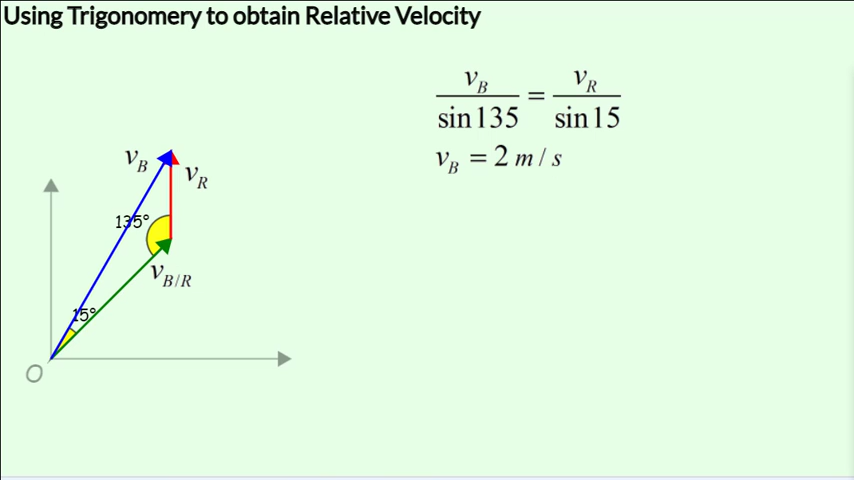 Using Trigonomery to obtain Relative Velocity
v_B / sin135 = v_R / sin15
v_B = 2 m / s
v_B
v_R
135°
v_B/R
15°
O